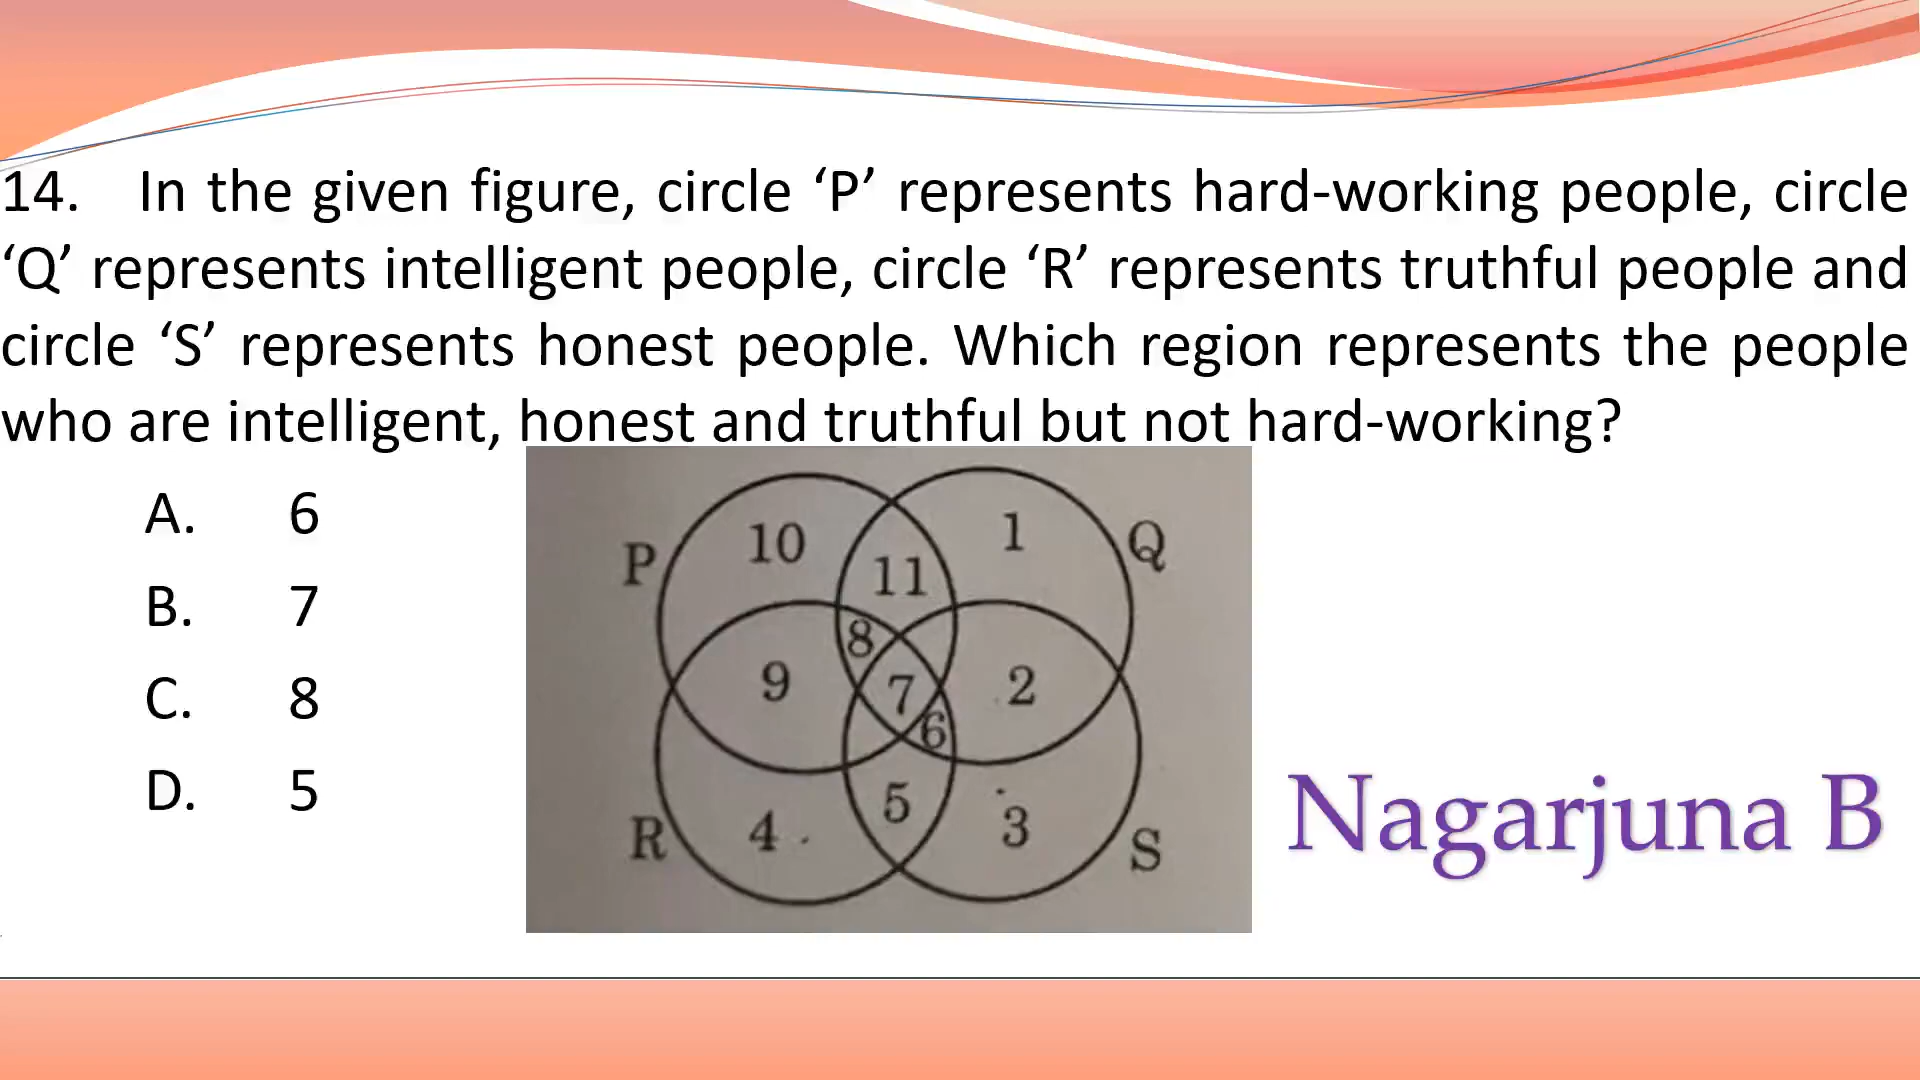 14. In the given figure, circle ‘P’ represents hard-working people, circle
‘Q’ represents intelligent people, circle ‘R’ represents truthful people and
circle ‘S’ represents honest people. Which region represents the people
who are intelligent, honest and truthful but not hard-working?
A. 6
B. 7
C. 8
D. 5
P 10 11 1 Q
8
9 7 2
6
R 4 5 3 S
Nagarjuna B